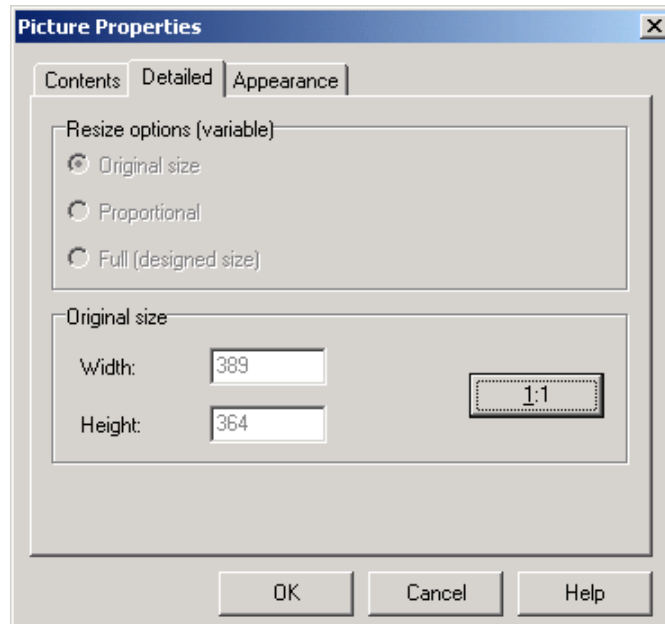 Picture Properties
Contents Detailed Appearance
Resize options (variable)
Original size
Proportional
Full (designed size)
Original size
Width: 389
1:1
Height: 364
OK Cancel Help